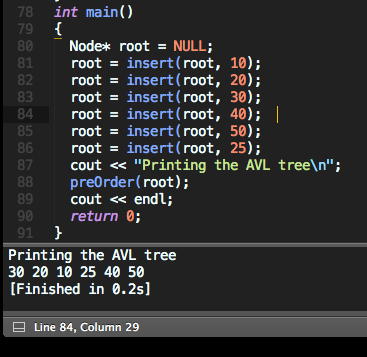 78 int main()
79 {
80 Node* root = NULL;
81 root = insert(root, 10);
82 root = insert(root, 20);
83 root = insert(root, 30);
84 root = insert(root, 40);
85 root = insert(root, 50);
86 root = insert(root, 25);
87 cout << "Printing the AVL tree\n";
88 preOrder(root);
89 cout << endl;
90 return 0;
91 }
Printing the AVL tree
30 20 10 25 40 50
[Finished in 0.2s]
Line 84, Column 29